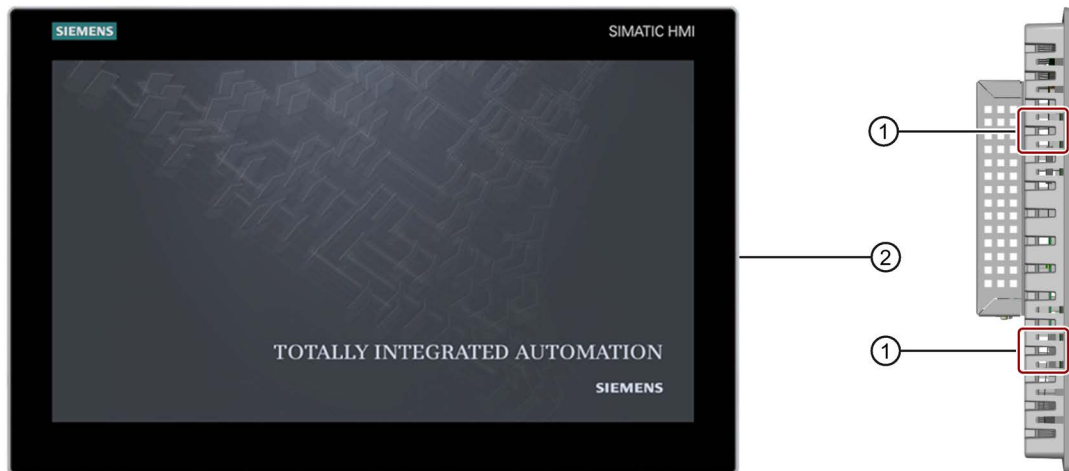 SIEMENS
SIMATIC HMI
TOTALLY INTEGRATED AUTOMATION
SIEMENS
①
②
①